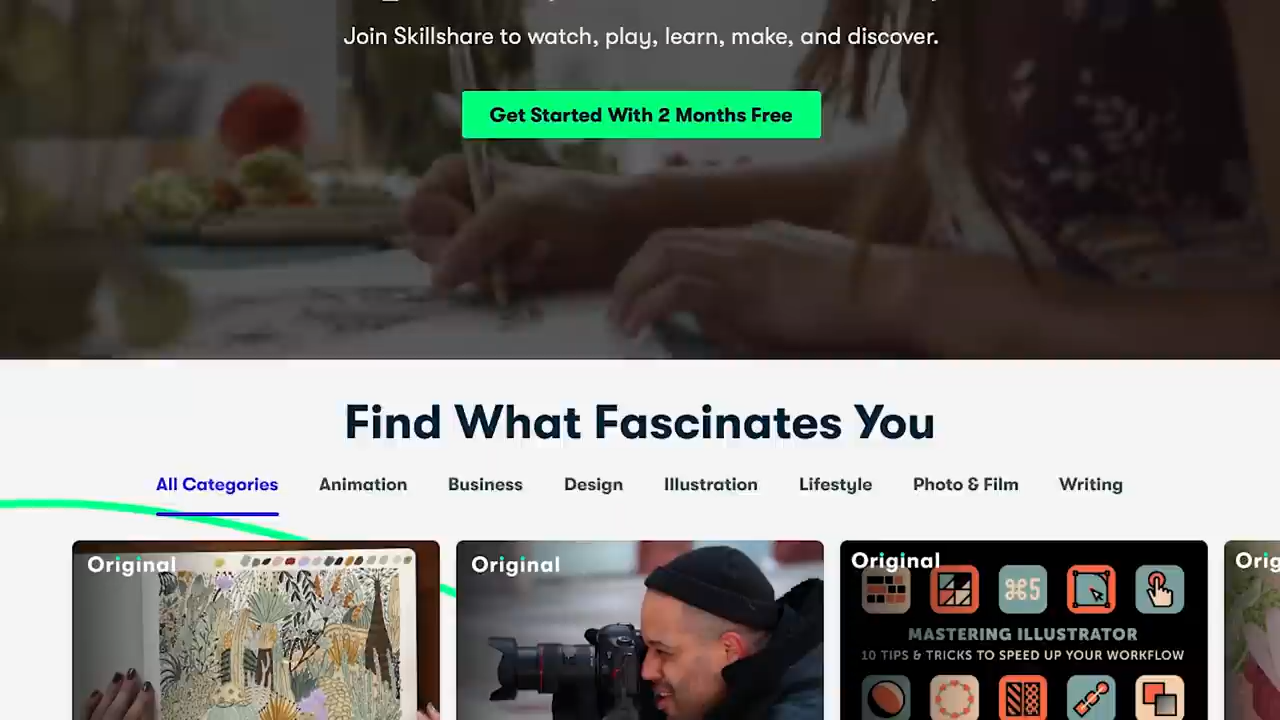 Join Skillshare to watch, play, learn, make, and discover.
Get Started With 2 Months Free
Find What Fascinates You
All Categories Animation Business Design Illustration Lifestyle Photo & Film Writing
Original
Original
Original
MASTERING ILLUSTRATOR
10 TIPS & TRICKS TO SPEED UP YOUR WORKFLOW
⌘5